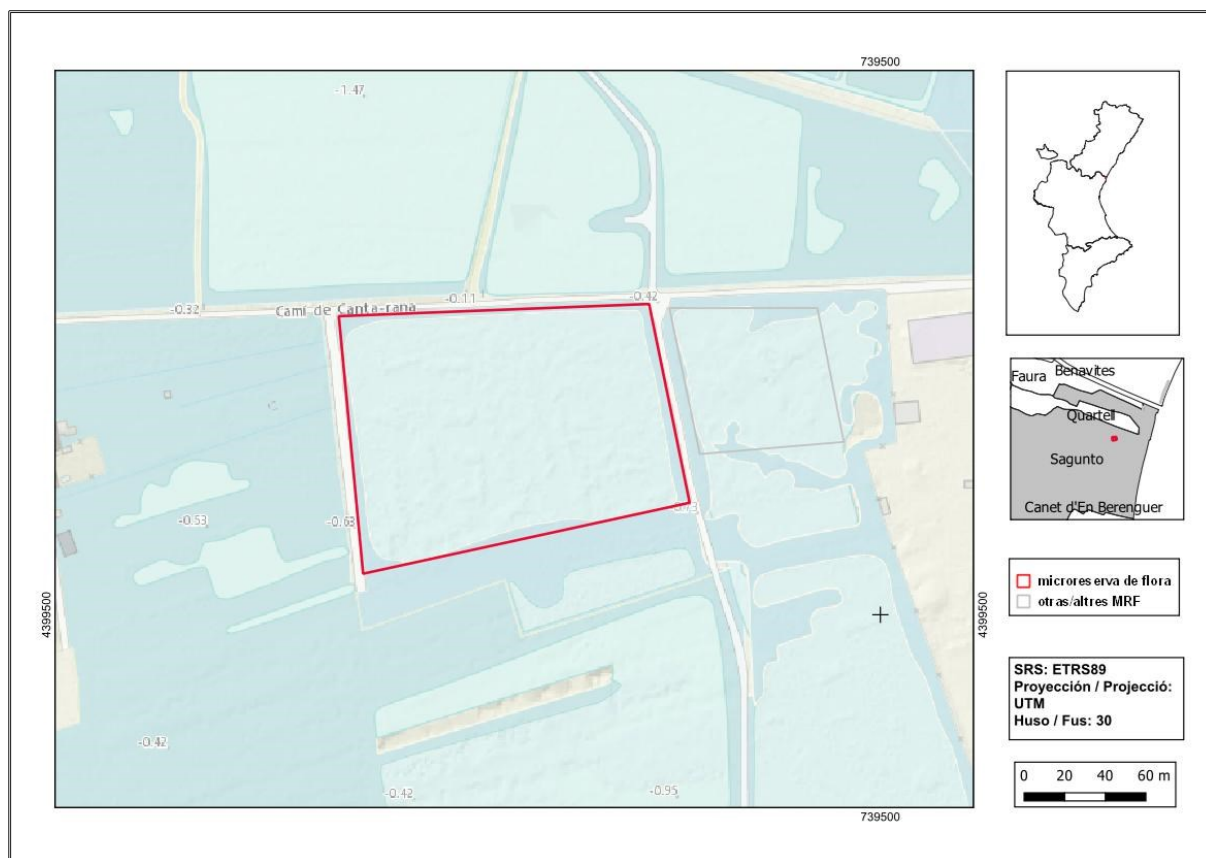 739500
-1.47
-0.32
Camí de Canta-rana
-0.11
-0.42
-0.53
-0.63
4399500
4399500
-0.42
-0.42
-0.95
739500
Faura
Benavites
Quartell
Sagunto
Canet d'En Berenguer
microreserva de flora
otras/altres MRF
SRS: ETRS89
Proyección / Projecció:
UTM
Huso / Fus: 30
0 20 40 60 m